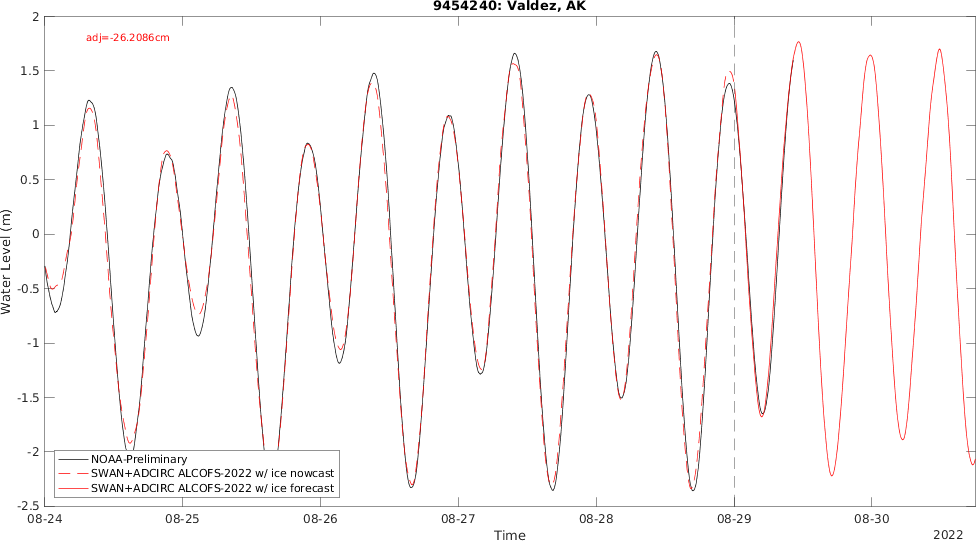 9454240: Valdez, AK
adj=-26.2086cm
Water Level (m)
2
1.5
1
0.5
0
-0.5
-1
-1.5
-2
-2.5
NOAA-Preliminary
SWAN+ADCIRC ALCOFS-2022 w/ ice nowcast
SWAN+ADCIRC ALCOFS-2022 w/ ice forecast
08-24 08-25 08-26 08-27 08-28 08-29 08-30
Time
2022